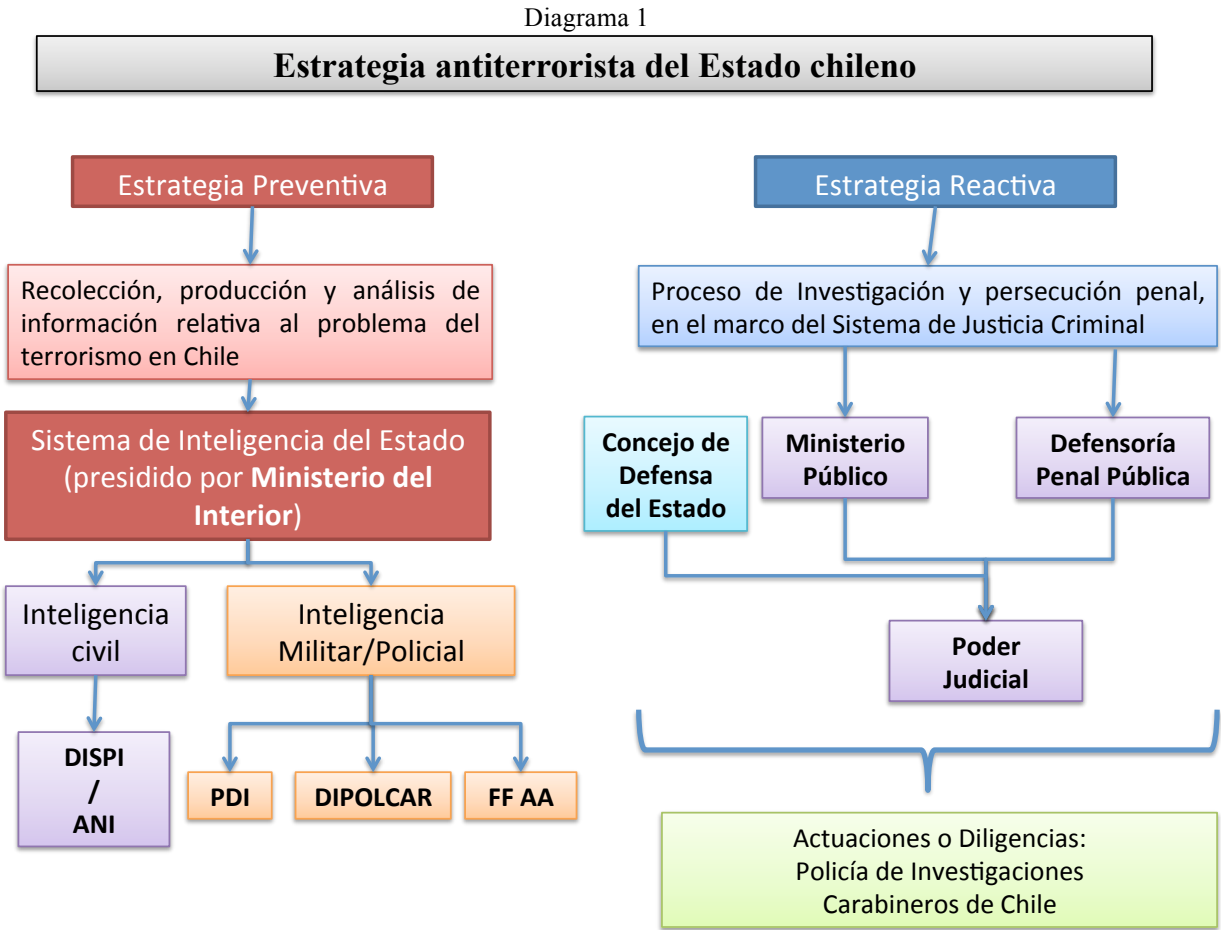 Diagrama 1
Estrategia antiterrorista del Estado chileno
Estrategia Preventiva
Recolección, producción y análisis de
información relativa al problema del
terrorismo en Chile
Sistema de Inteligencia del Estado
(presidido por Ministerio del
Interior)
Inteligencia
civil
Inteligencia
Militar/Policial
DISPI
/
ANI
PDI
DIPOLCAR
FF AA
Estrategia Reactiva
Proceso de Investigación y persecución penal,
en el marco del Sistema de Justicia Criminal
Concejo de
Defensa
del Estado
Ministerio
Público
Defensoría
Penal Pública
Poder
Judicial
Actuaciones o Diligencias:
Policía de Investigaciones
Carabineros de Chile